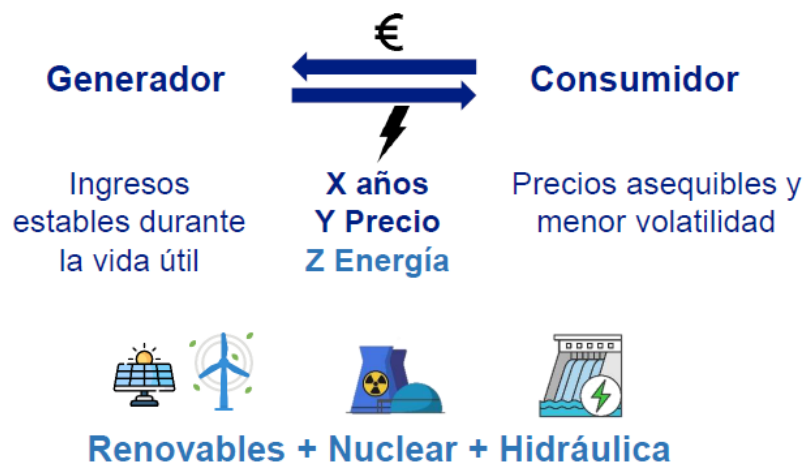 €
Generador
Consumidor
Ingresos
estables durante
la vida útil
X años
Y Precio
Z Energía
Precios asequibles y
menor volatilidad
Renovables + Nuclear + Hidráulica